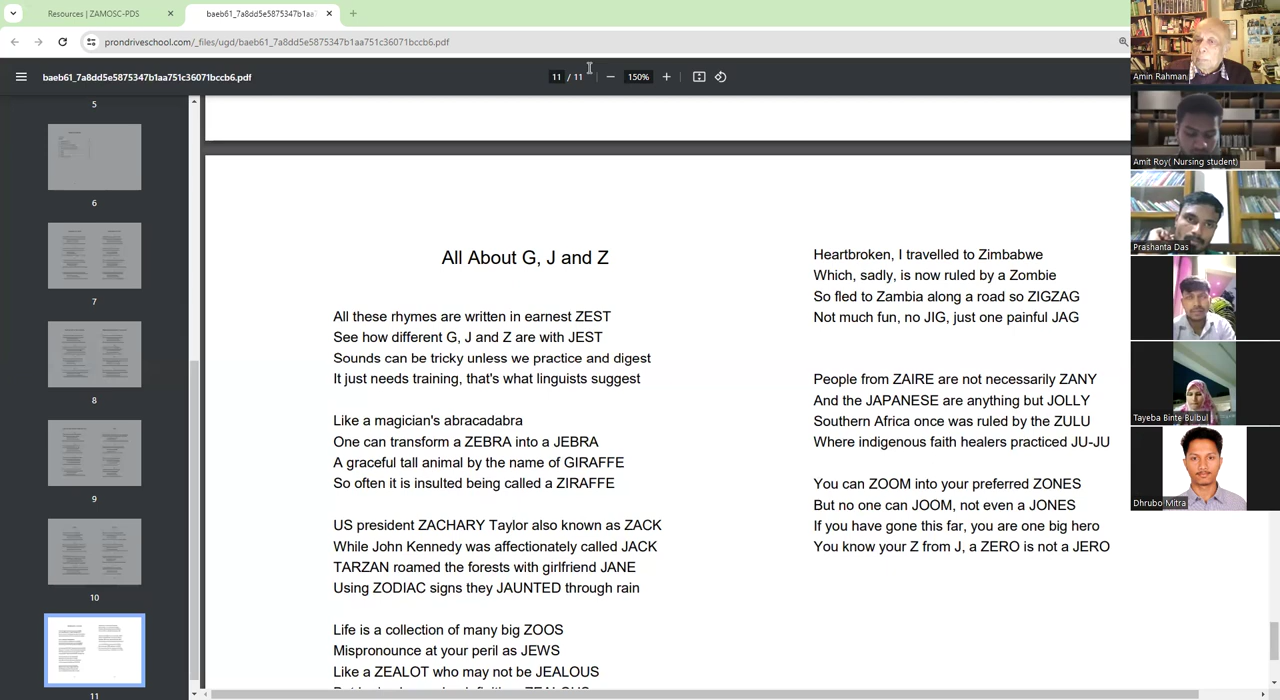 Resources | ZAMOSC-PDS
baeb61_7a8dd5e5875347b1aa
prondriveschool.com/_files/ugd/baeb61_7a8dd5e5875347b1aa751c36071bccb6.pdf
baeb61_7a8dd5e5875347b1aa751c36071bccb6.pdf
11 / 11
150%
5
6
7
8
9
10
11
All About G, J and Z
All these rhymes are written in earnest ZEST
See how different G, J and Z are with JEST
Sounds can be tricky unless we practice and digest
It just needs training, that's what linguists suggest
Like a magician's abracadabra
One can transform a ZEBRA into a JEBRA
A graceful tall animal by the name of GIRAFFE
So often it is insulted being called a ZIRAFFE
US president ZACHARY Taylor also known as ZACK
While John Kennedy was affectionately called JACK
TARZAN roamed the forests with girlfriend JANE
Using ZODIAC signs they JAUNTED through rain
Life is a collection of many big ZOOS
Mispronounce at your peril as JEWS
Like a ZEALOT who may not be JEALOUS
Heartbroken, I travelled to Zimbabwe
Which, sadly, is now ruled by a Zombie
So fled to Zambia along a road so ZIGZAG
Not much fun, no JIG, just one painful JAG
People from ZAIRE are not necessarily ZANY
And the JAPANESE are anything but JOLLY
Southern Africa once was ruled by the ZULU
Where indigenous faith healers practiced JU-JU
You can ZOOM into your preferred ZONES
But no one can JOOM, not even a JONES
If you have gone this far, you are one big hero
You know your Z from J, a ZERO is not a JERO
Amin Rahman
Amit Roy( Nursing student)
Prashanta Das
Tayeba Binte Bulbul
Dhrubo Mitra